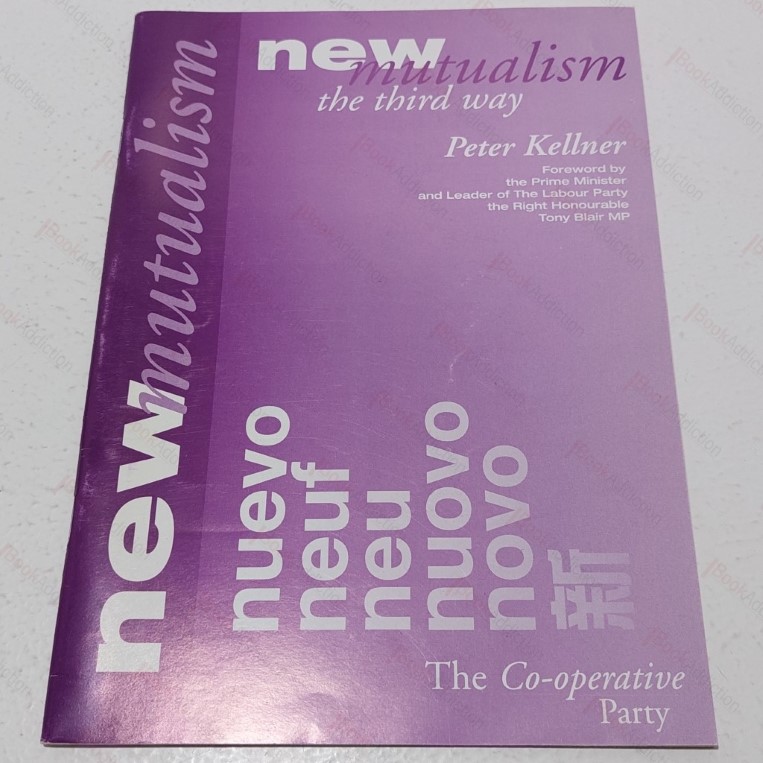 new
mutualism
the third way
Peter Kellner
Foreword by
the Prime Minister
and Leader of The Labour Party
the Right Honourable
Tony Blair MP
new
mutualism
nuevo
neuf
neu
nuovo
novo
新
The Co-operative
Party
BookAddiction